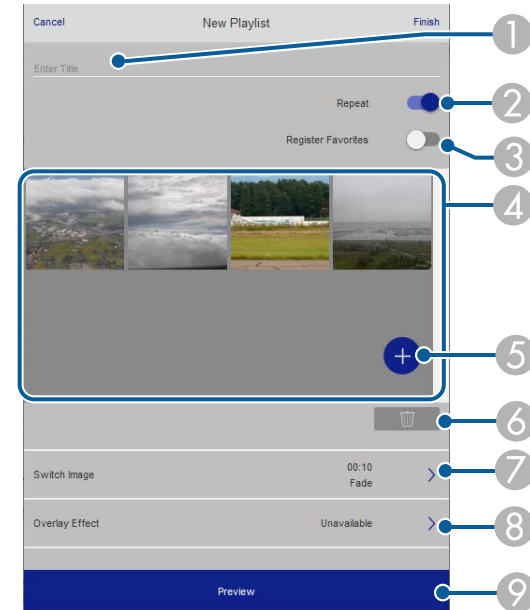 Cancel New Playlist Finish
1
Enter Title
Repeat
2
Register Favorites
3
4
+
5
6
Switch Image 00:10
Fade
7
Overlay Effect Unavailable
8
Preview
9